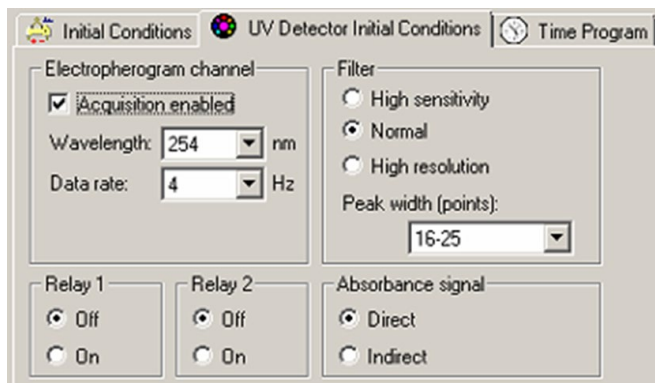 Initial Conditions
UV Detector Initial Conditions
Time Program
Electropherogram channel
Acquisition enabled
Wavelength: 254 nm
Data rate: 4 Hz
Filter
High sensitivity
Normal
High resolution
Peak width (points):
16-25
Relay 1
Off
On
Relay 2
Off
On
Absorbance signal
Direct
Indirect